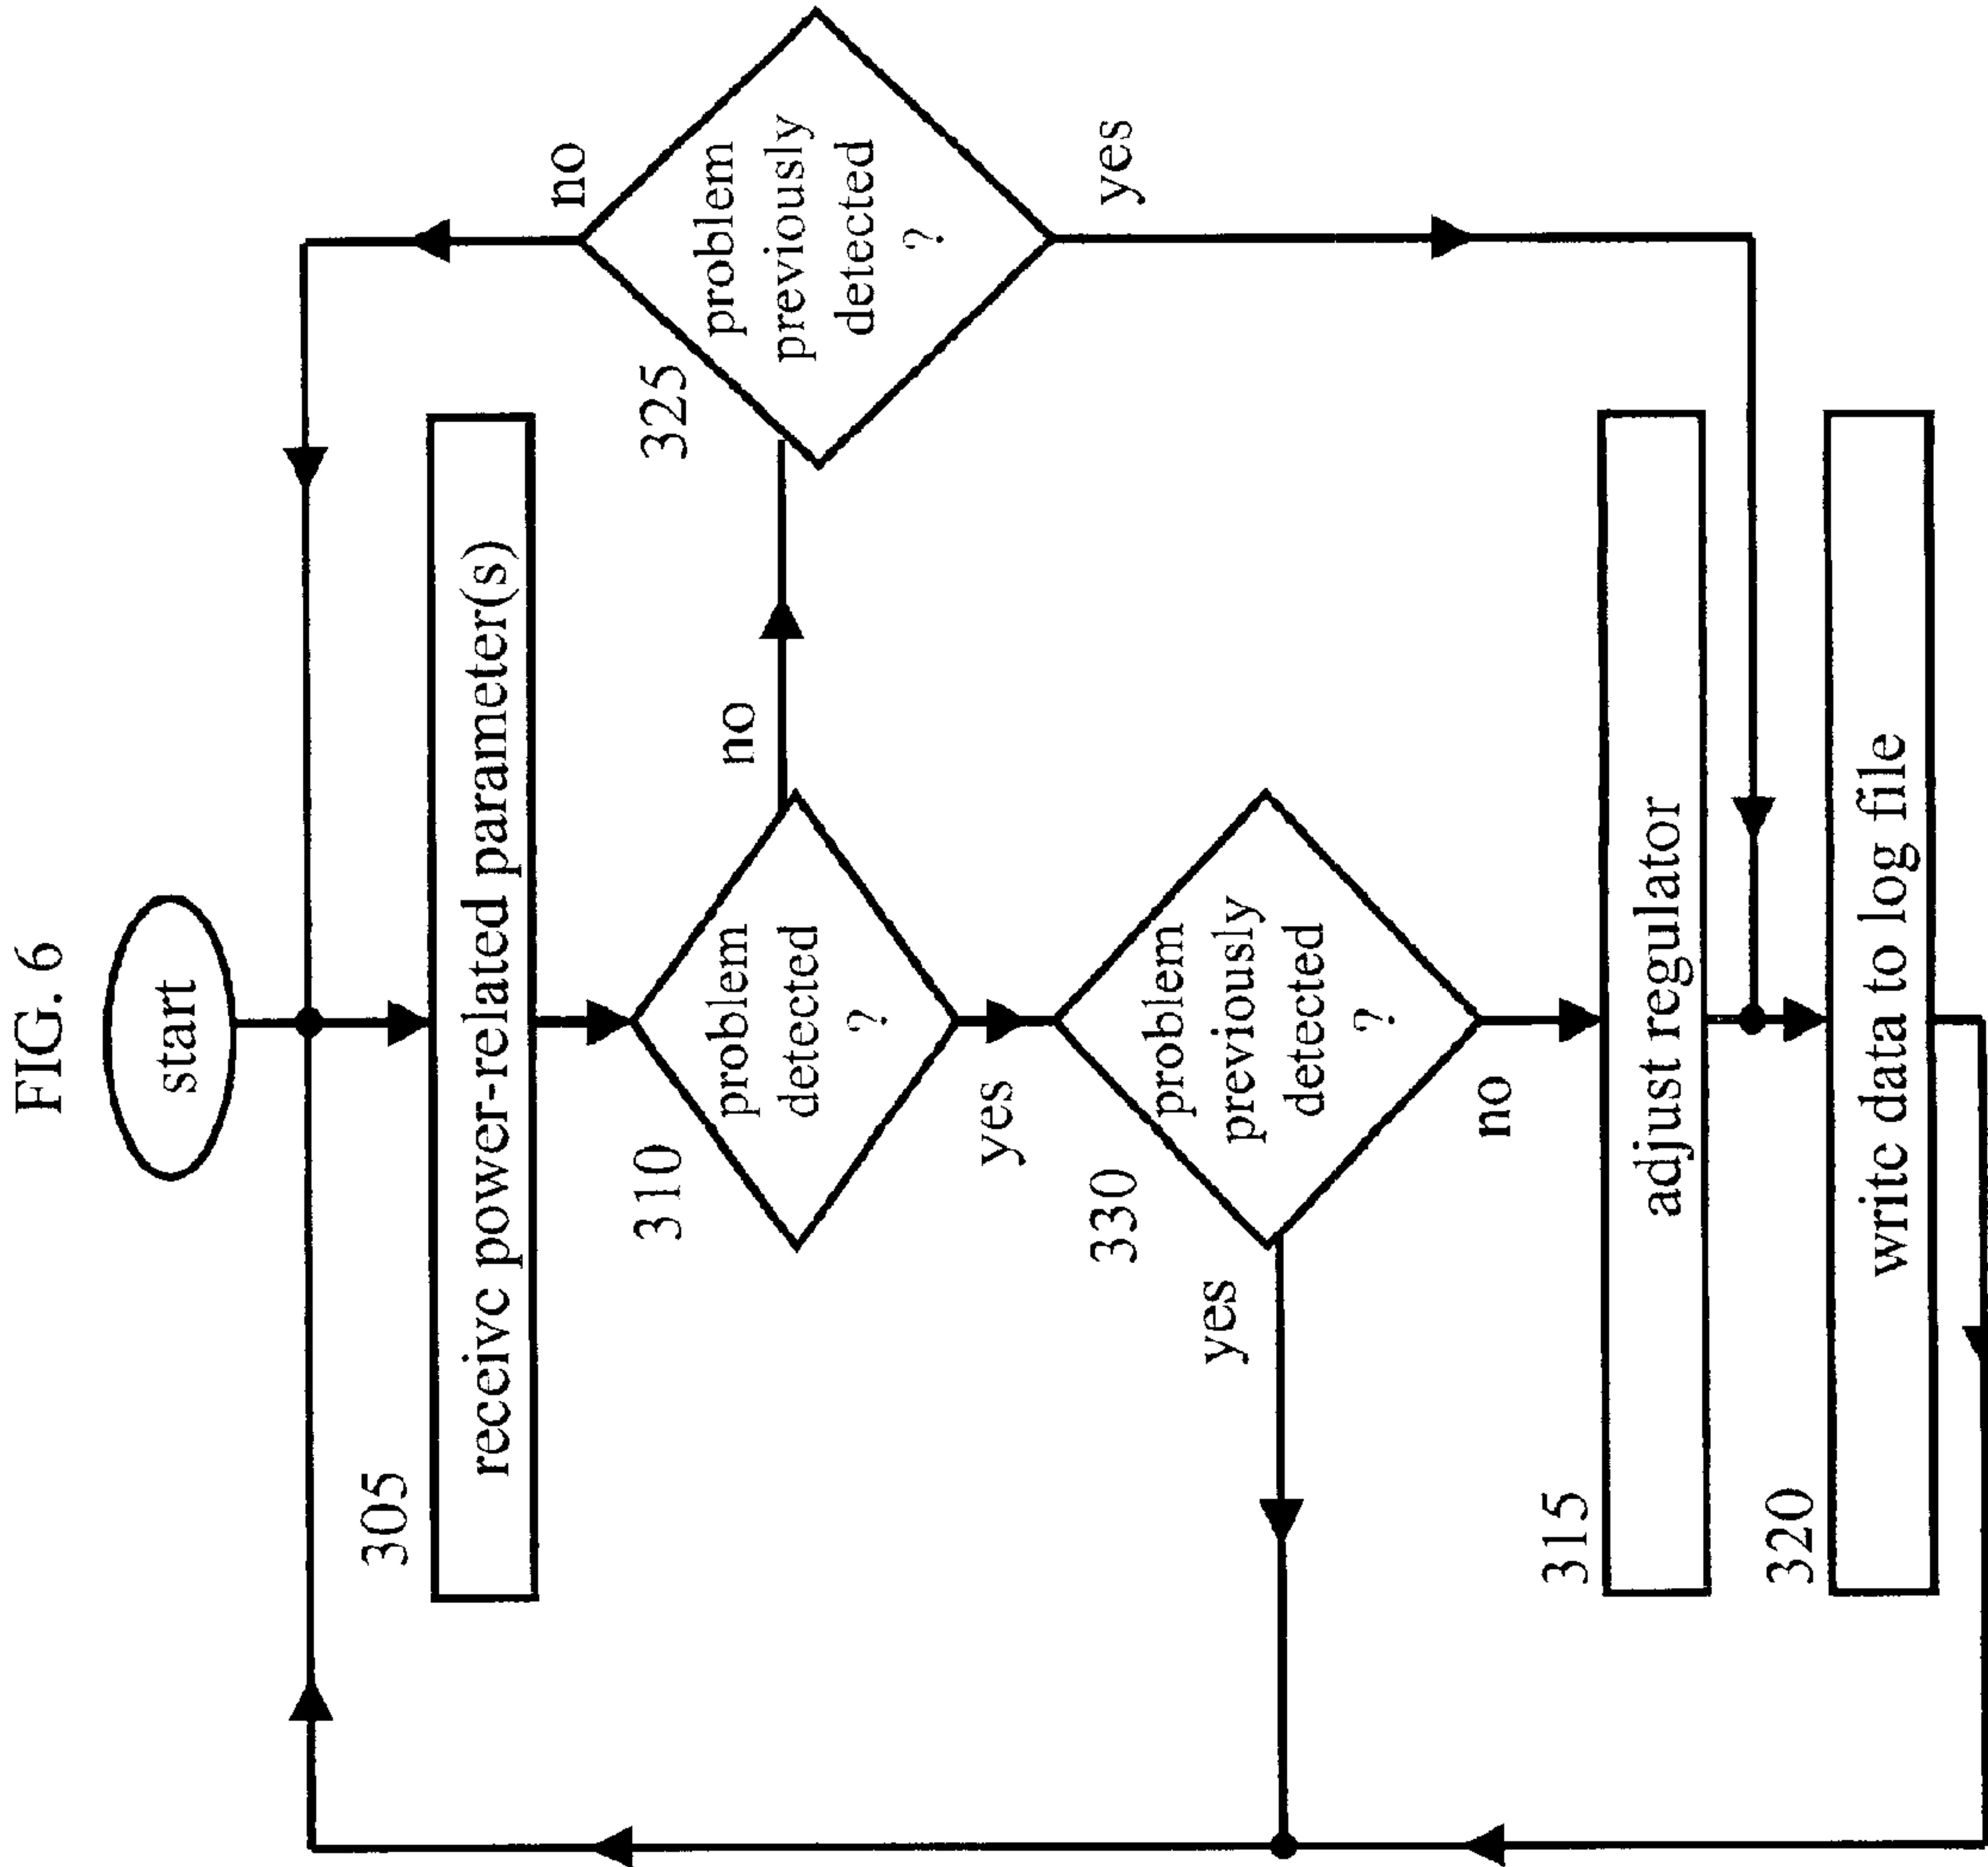 FIG. 6
start
305
receive power-related parameter(s)
310
problem
detected
?
no
325
problem
previously
detected
?
no
yes
yes
330
problem
previously
detected
?
yes
no
315
adjust regulator
320
write data to log file